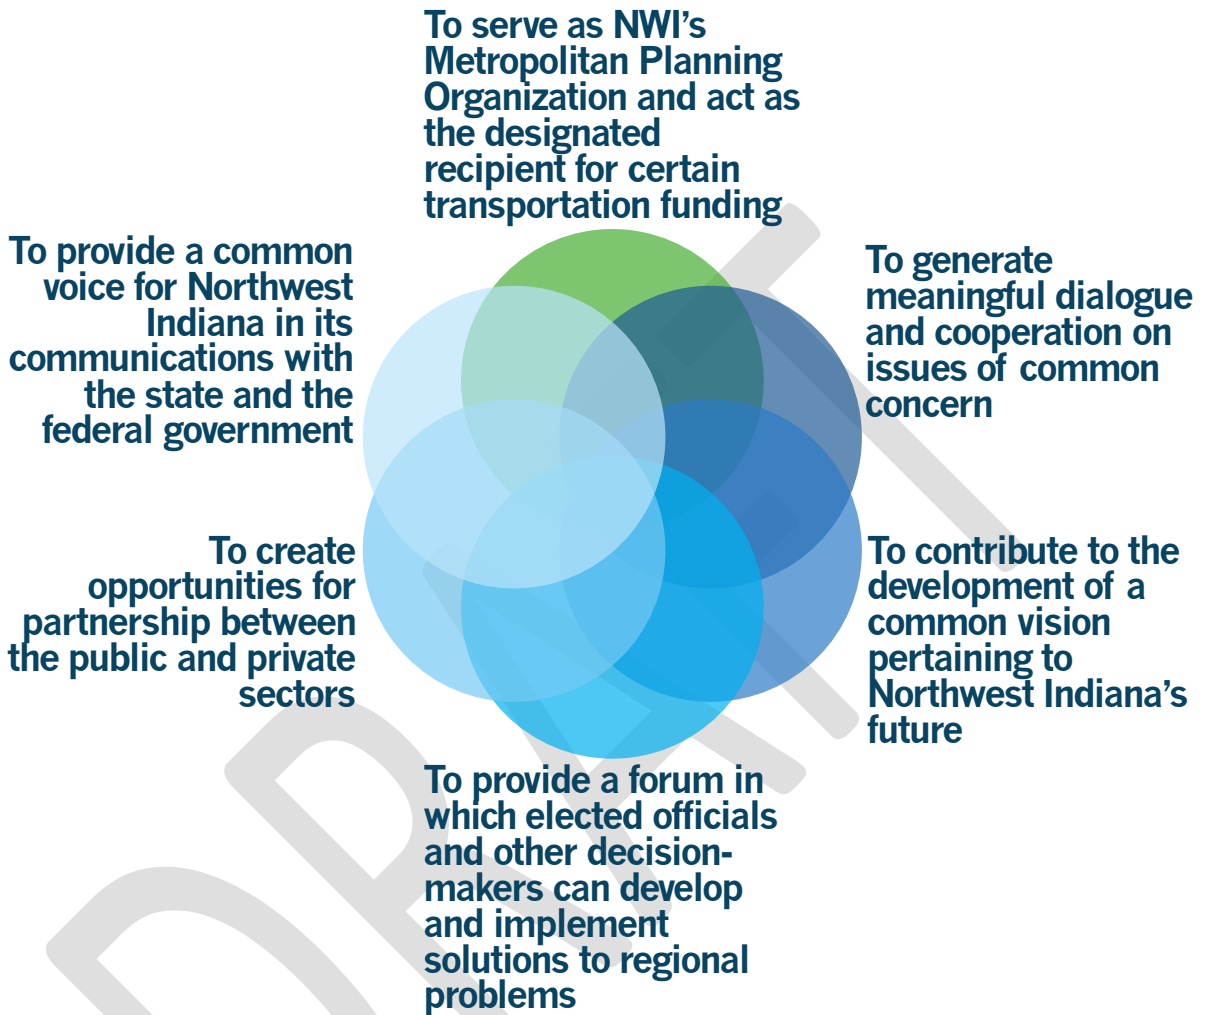 To serve as NWI’s
Metropolitan Planning
Organization and act as
the designated
recipient for certain
transportation funding
To generate
meaningful dialogue
and cooperation on
issues of common
concern
To contribute to the
development of a
common vision
pertaining to
Northwest Indiana’s
future
To provide a forum in
which elected officials
and other decision-
makers can develop
and implement
solutions to regional
problems
To create
opportunities for
partnership between
the public and private
sectors
To provide a common
voice for Northwest
Indiana in its
communications with
the state and the
federal government
DRAFT